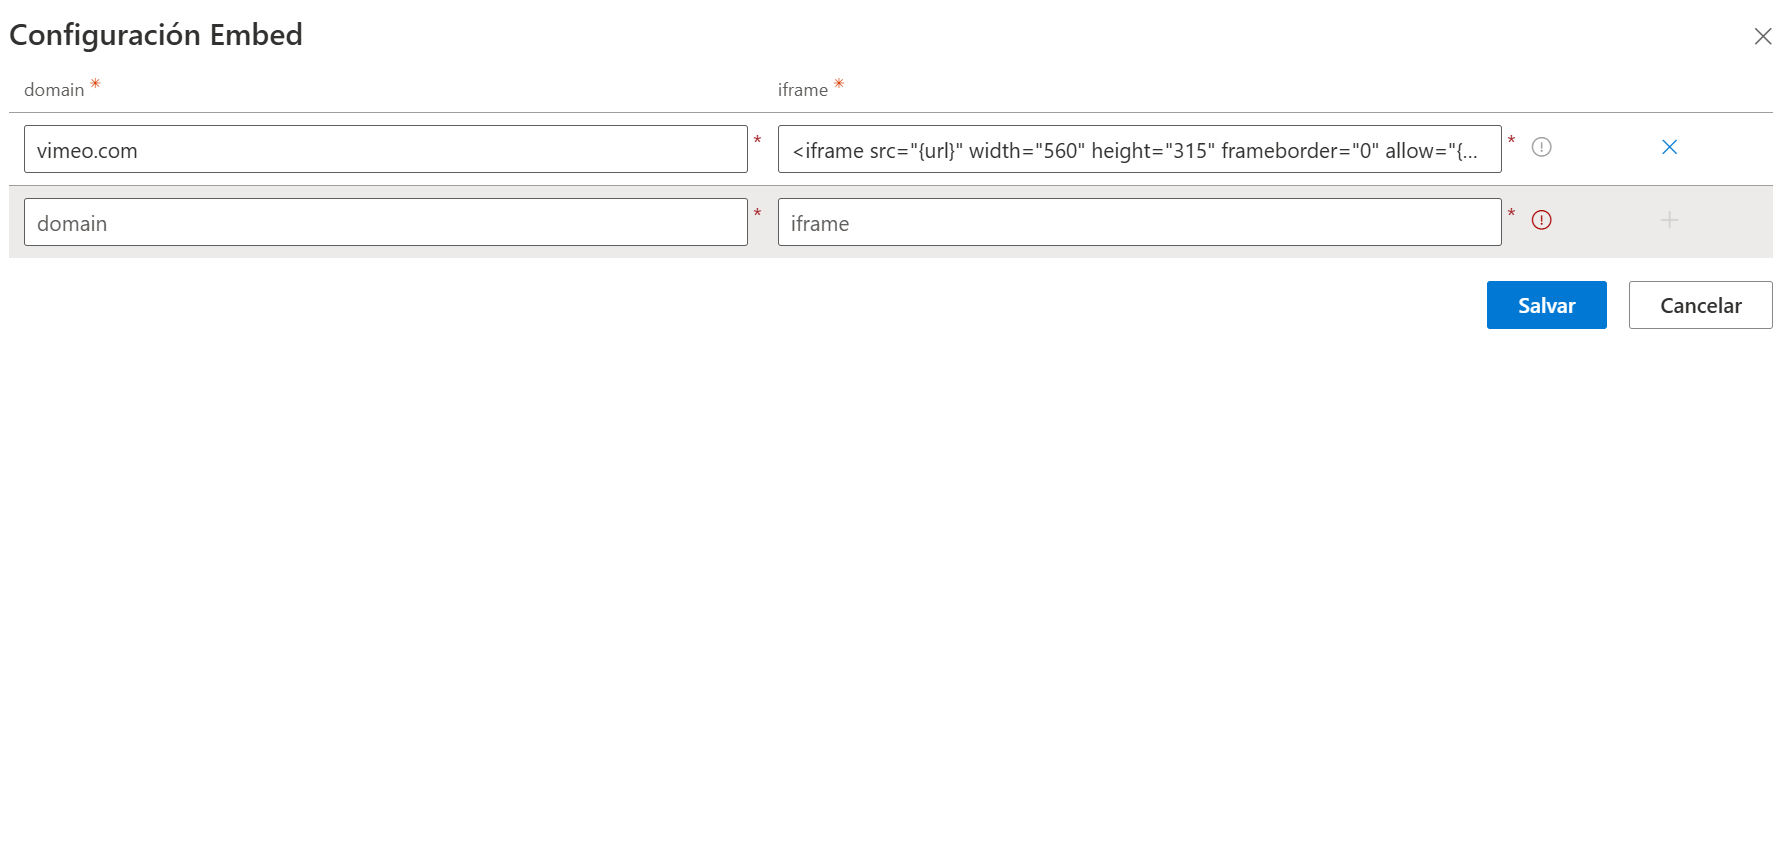 Configuración Embed
domain *
iframe *
vimeo.com *
<iframe src="{url}" width="560" height="315" frameborder="0" allow="{... *
domain *
iframe *
Salvar
Cancelar